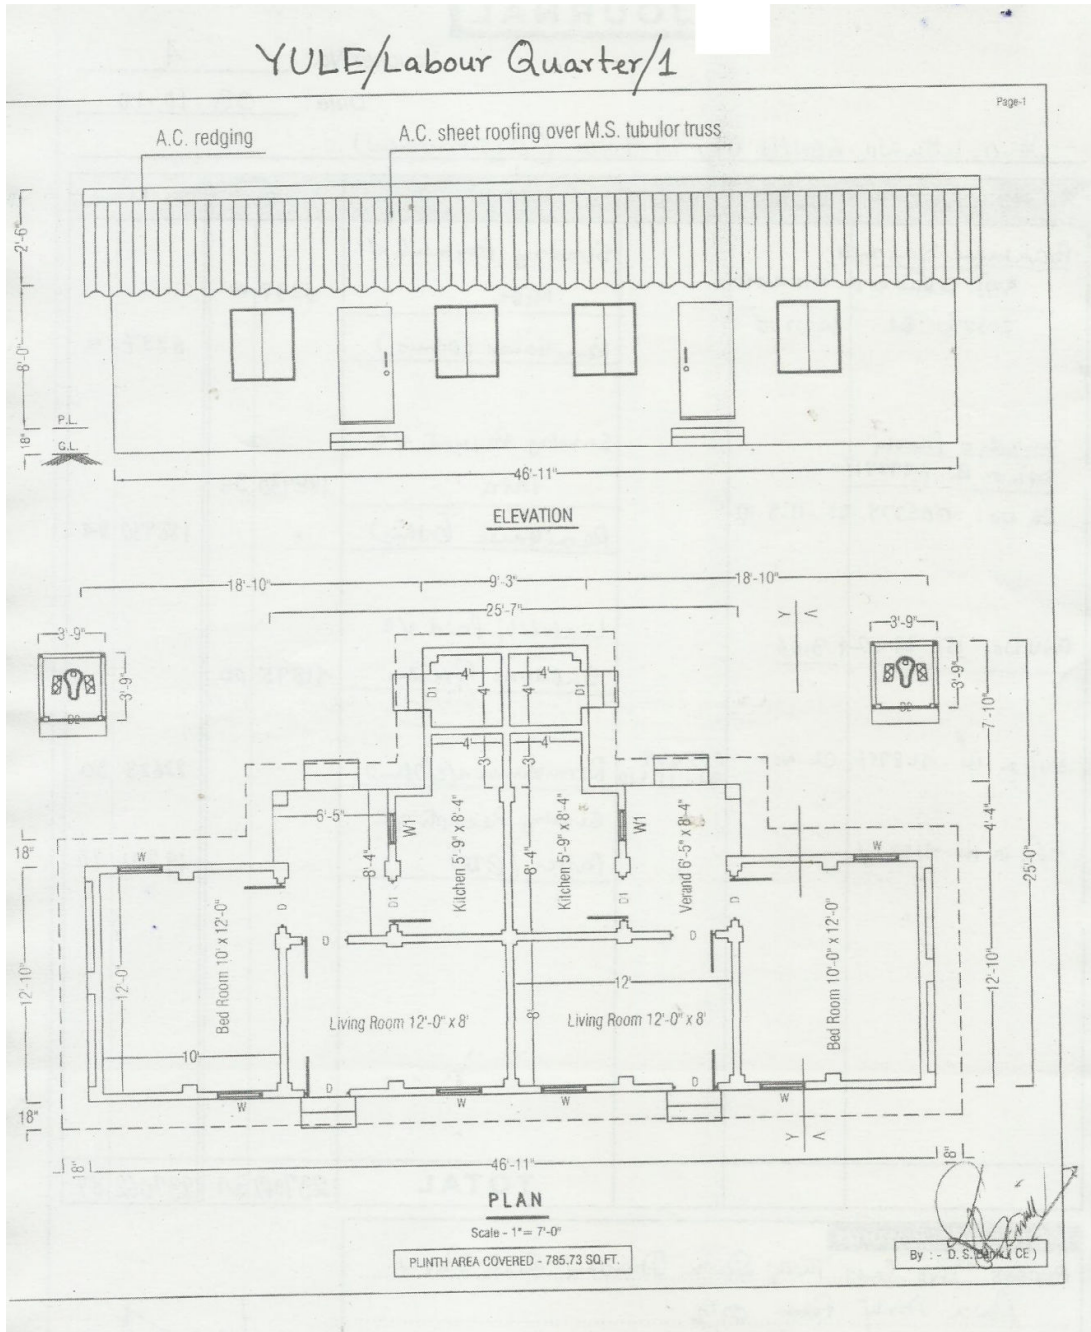 YULE/Labour Quarter/1
Page-1
A.C. redging
A.C. sheet roofing over M.S. tubulor truss
2'-6"
8'-0"
P.L.
18"
G.L.
46'-11"
ELEVATION
18'-10"
9'-3"
18'-10"
25'-7"
Y
A
3'-9"
3'-9"
3'-9"
3'-9"
D2
D2
4'
4'
4'
4'
D1
D1
4'
4'
3'
3'
7'-10"
6'-5"
8'-4"
W1
Kitchen 5'-9" x 8'-4"
8'-4"
Kitchen 5'-9" x 8'-4"
W1
Verand 6'-5" x 8'-4"
4'-4"
25'-0"
18"
W
W
D
D1
D1
D
D
D
12'-10"
12'-0"
Bed Room 10' x 12'-0"
12'
8'
Living Room 12'-0" x 8'
Living Room 12'-0" x 8'
Bed Room 10'-0" x 12'-0"
12'-10"
10'
D
D
W
W
W
W
18"
Y
A
18"
46'-11"
18"
PLAN
Scale - 1"= 7'-0"
PLINTH AREA COVERED - 785.73 SQ.FT.
By : - D. S. Banik ( CE )